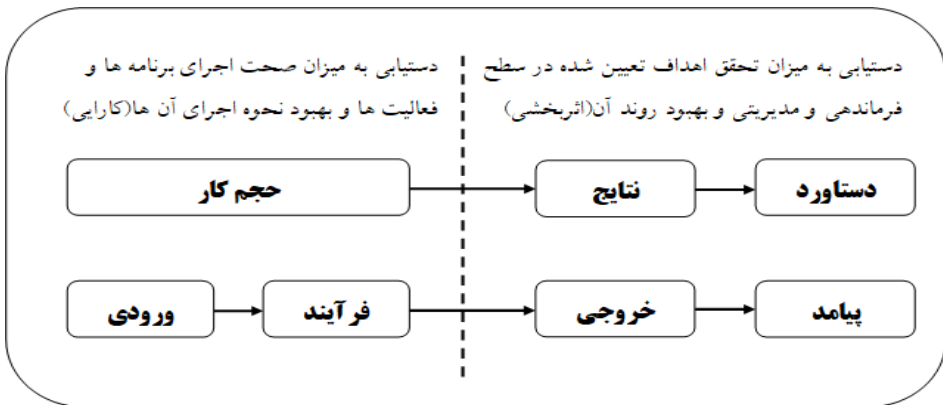 دستیابی به میزان تحقق اهداف تعیین شده در سطح
فرماندهی و مدیریتی و بهبود روند آن(اثربخشی)
دستیابی به میزان صحت اجرای برنامه ها و
فعالیت ها و بهبود نحوه اجرای آن ها(کارایی)
حجم کار
نتایج
دستاورد
ورودی
فرآیند
خروجی
پیامد